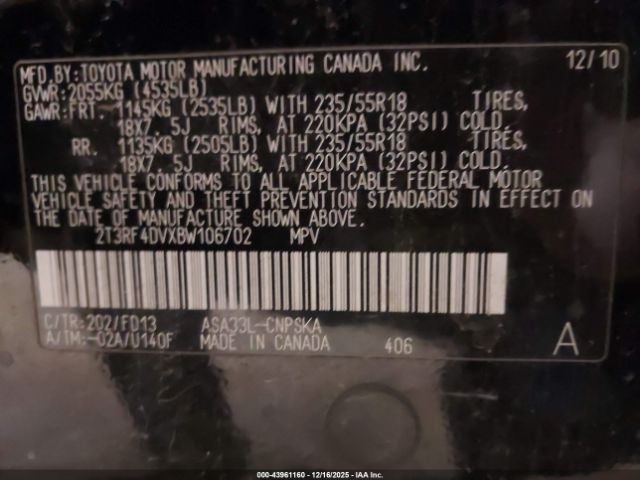 MFD.BY:TOYOTA MOTOR MANUFACTURING CANADA INC. 12/10
GVWR:2055KG (4535LB)
GAWR:FRT. 1145KG (2535LB) WITH 235/55R18 TIRES,
18X7.5J RIMS, AT 220KPA (32PSI) COLD.
RR. 1135KG (2505LB) WITH 235/55R18 TIRES,
18X7.5J RIMS, AT 220KPA (32PSI) COLD.
THIS VEHICLE CONFORMS TO ALL APPLICABLE FEDERAL MOTOR
VEHICLE SAFETY AND THEFT PREVENTION STANDARDS IN EFFECT ON
THE DATE OF MANUFACTURE SHOWN ABOVE.
2T3RF4DVXBW106702 MPV
C/TR:202/FD13 ASA33L-CNPSKA
A/TM:-02A/U140F MADE IN CANADA 406 A
000-43961160 - 12/16/2025 - IAA Inc.